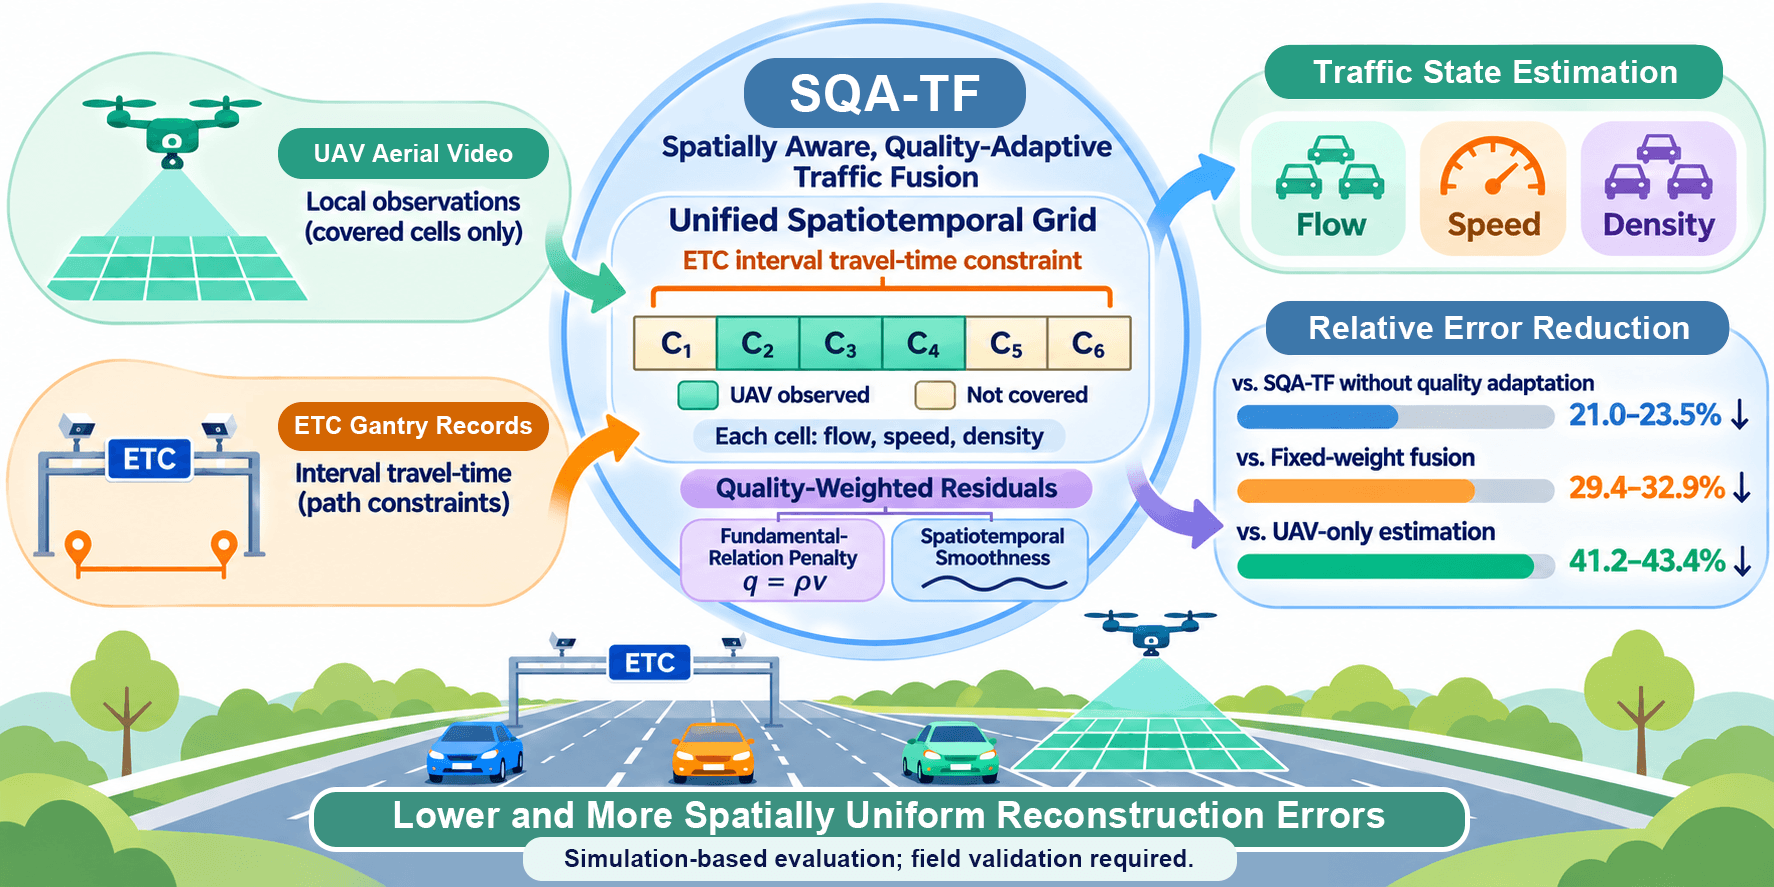 UAV Aerial Video
Local observations
(covered cells only)
ETC Gantry Records
ETC
Interval travel-time
(path constraints)
SQA-TF
Spatially Aware, Quality-Adaptive
Traffic Fusion
Unified Spatiotemporal Grid
ETC interval travel-time constraint
C₁ C₂ C₃ C₄ C₅ C₆
UAV observed Not covered
Each cell: flow, speed, density
Quality-Weighted Residuals
Fundamental-
Relation Penalty
q = ρv
Spatiotemporal
Smoothness
Traffic State Estimation
Flow Speed Density
Relative Error Reduction
vs. SQA-TF without quality adaptation
21.0–23.5% ↓
vs. Fixed-weight fusion
29.4–32.9% ↓
vs. UAV-only estimation
41.2–43.4% ↓
ETC
Lower and More Spatially Uniform Reconstruction Errors
Simulation-based evaluation; field validation required.